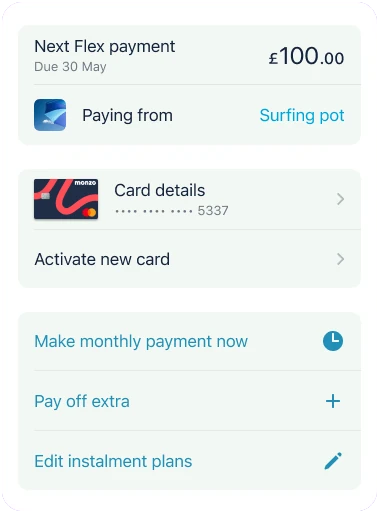 Next Flex payment
£100.00
Due 30 May
Paying from
Surfing pot
monzo
Card details
•••• •••• •••• 5337
Activate new card
Make monthly payment now
Pay off extra
Edit instalment plans